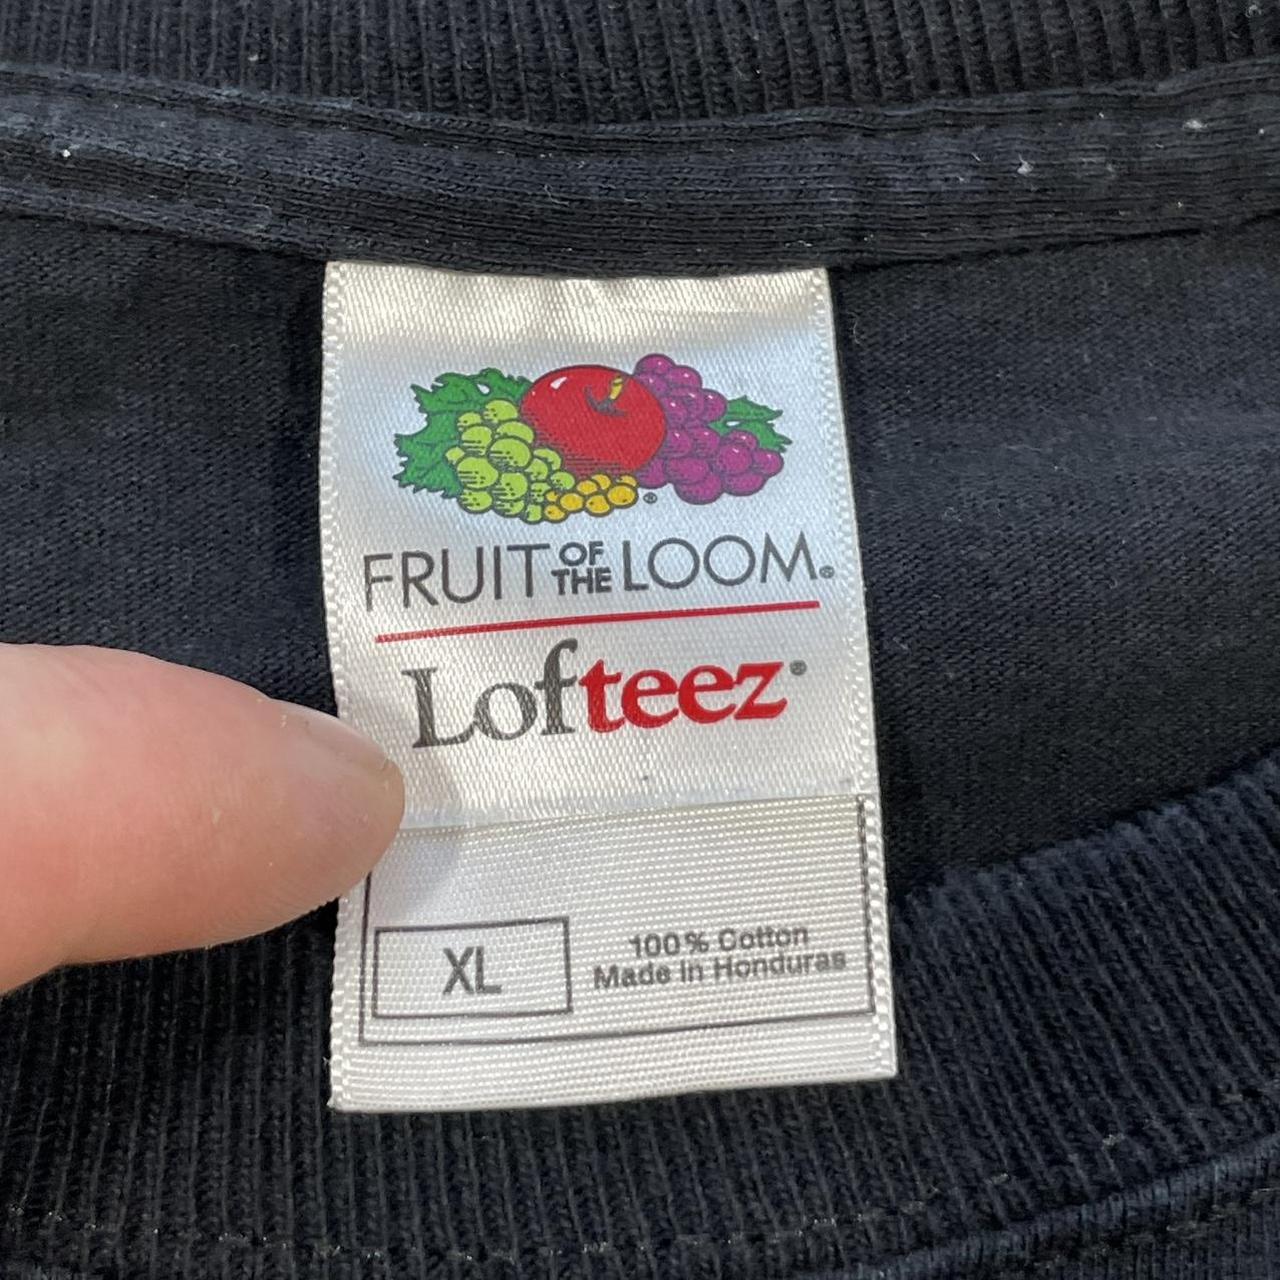 FRUIT OF THE LOOM®
Lofteez®
XL
100% Cotton
Made in Honduras